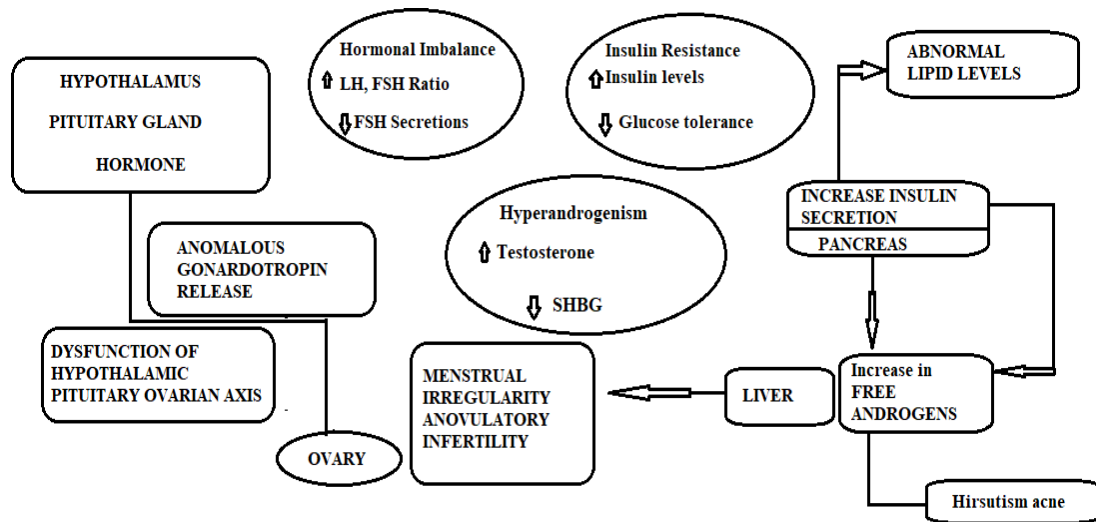 HYPOTHALAMUS
PITUITARY GLAND
HORMONE
ANOMALOUS
GONARDOTROPIN
RELEASE
DYSFUNCTION OF
HYPOTHALAMIC
PITUITARY OVARIAN AXIS
OVARY
Hormonal Imbalance
LH, FSH Ratio
FSH Secretions
Insulin Resistance
Insulin levels
Glucose tolerance
Hyperandrogenism
Testosterone
SHBG
MENSTRUAL
IRREGULARITY
ANOVULATORY
INFERTILITY
LIVER
ABNORMAL
LIPID LEVELS
INCREASE INSULIN
SECRETION
PANCREAS
Increase in
FREE
ANDROGENS
Hirsutism acne